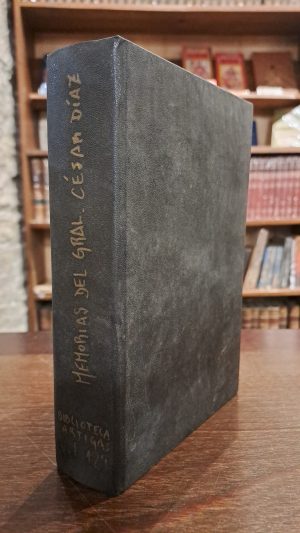 MEMORIAS DEL GRAL. CÉSAR DÍAZ
BIBLIOTECA
ARTIGAS